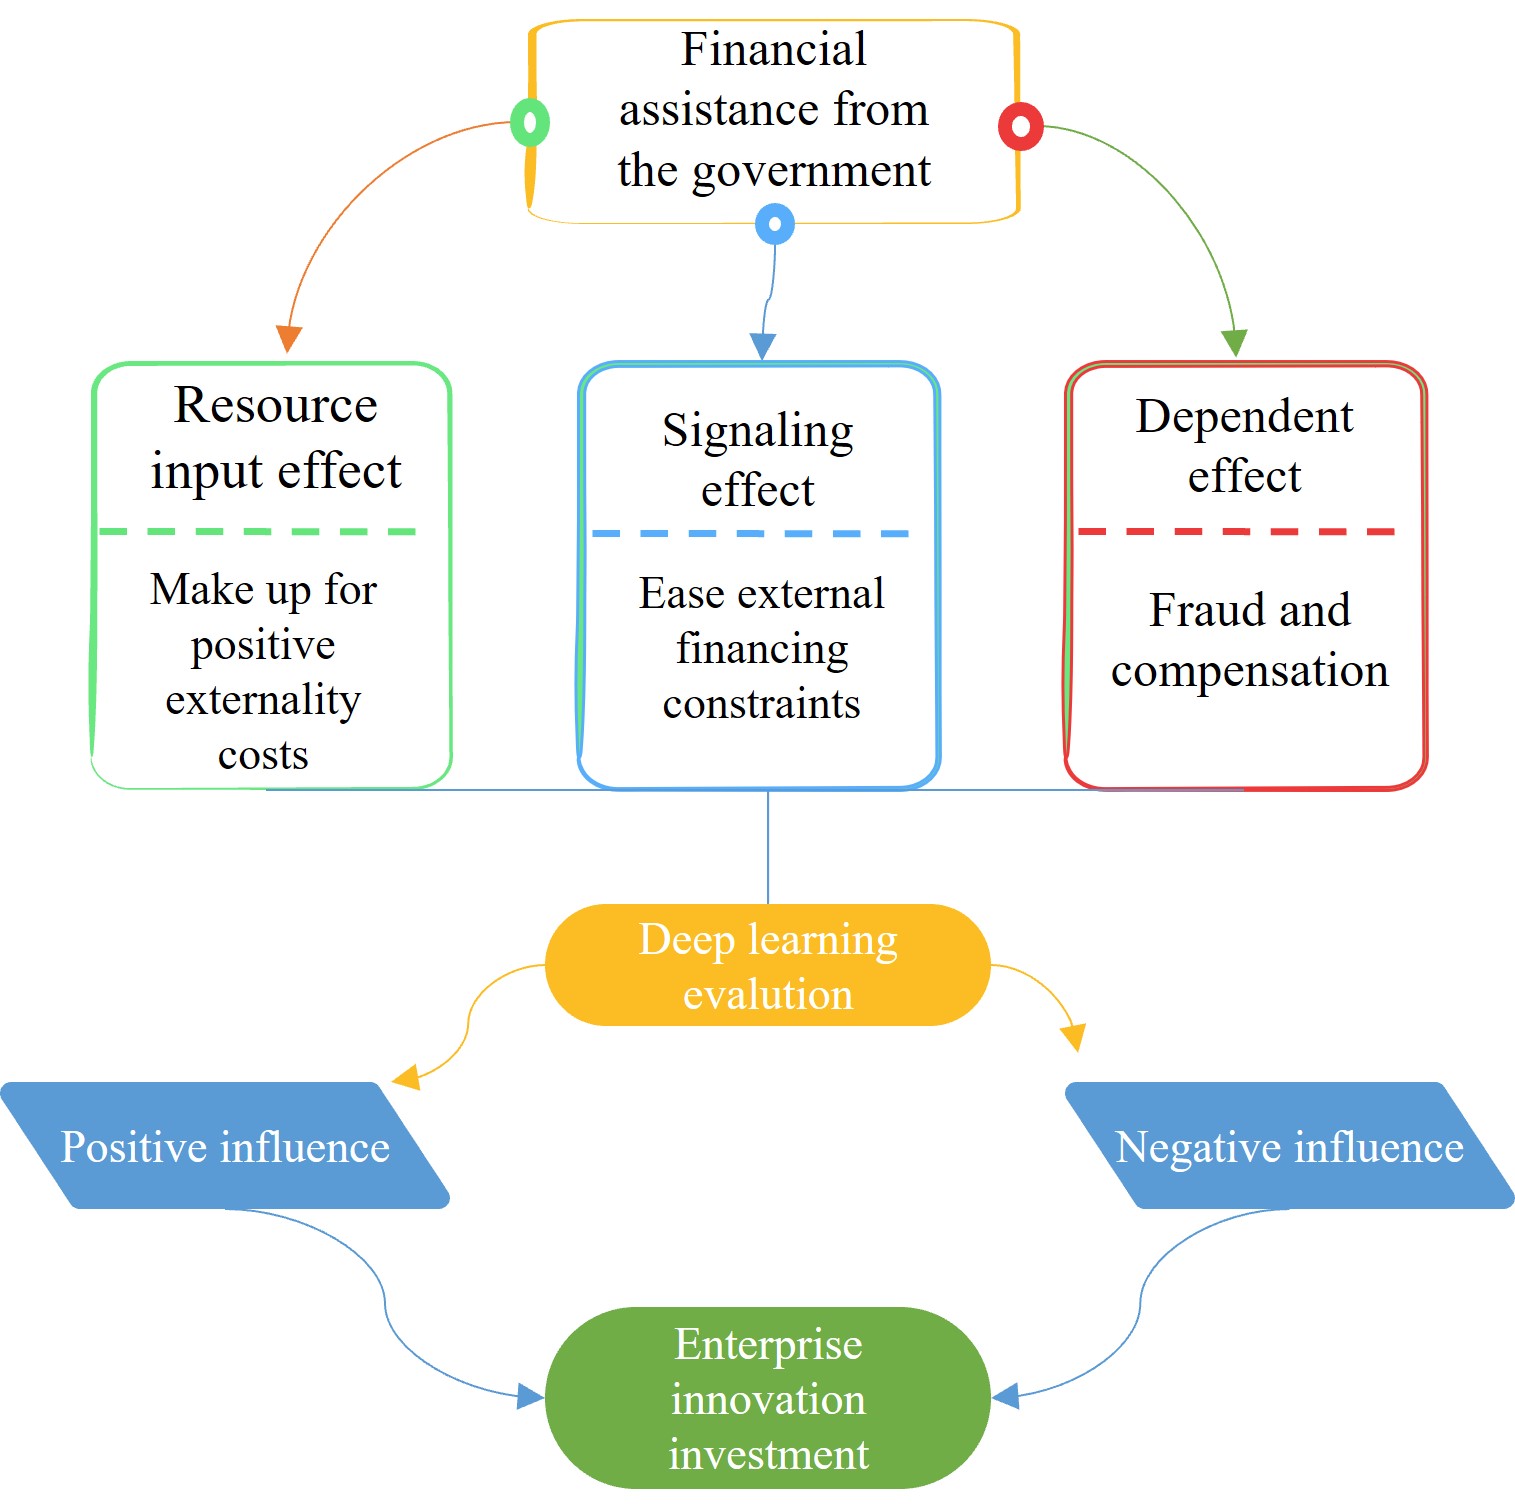 Financial
assistance from
the government
Resource
input effect
Make up for
positive
externality
costs
Signaling
effect
Ease external
financing
constraints
Dependent
effect
Fraud and
compensation
Deep learning
evalution
Positive influence
Negative influence
Enterprise
innovation
investment